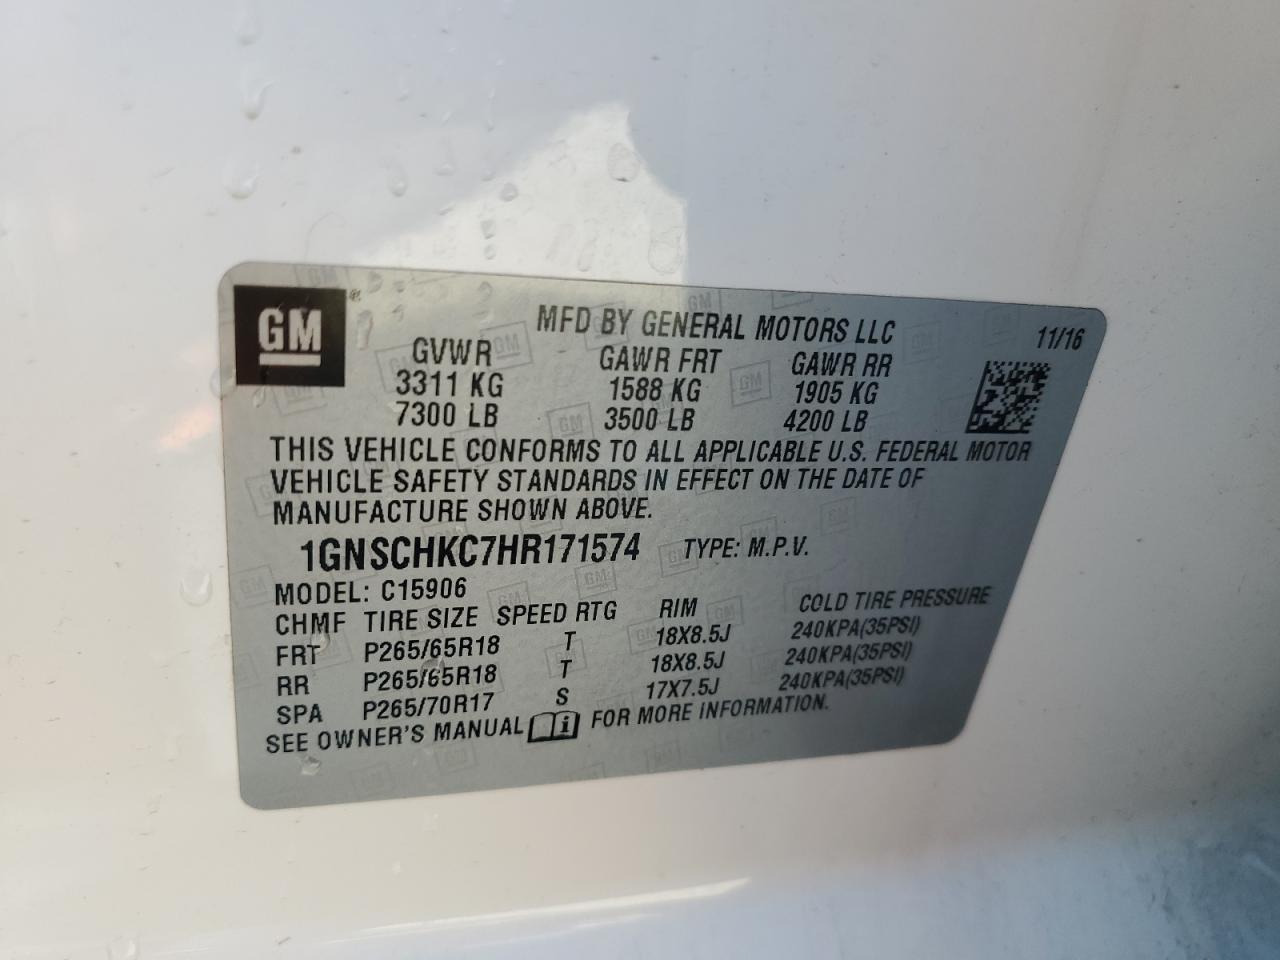 GM
MFD BY GENERAL MOTORS LLC 11/16
GVWR GAWR FRT GAWR RR
3311 KG 1588 KG 1905 KG
7300 LB 3500 LB 4200 LB
THIS VEHICLE CONFORMS TO ALL APPLICABLE U.S. FEDERAL MOTOR
VEHICLE SAFETY STANDARDS IN EFFECT ON THE DATE OF
MANUFACTURE SHOWN ABOVE.
1GNSCHKC7HR171574 TYPE: M.P.V.
MODEL: C15906
CHMF TIRE SIZE SPEED RTG RIM COLD TIRE PRESSURE
FRT P265/65R18 T 18X8.5J 240KPA(35PSI)
RR P265/65R18 T 18X8.5J 240KPA(35PSI)
SPA P265/70R17 S 17X7.5J 240KPA(35PSI)
SEE OWNER'S MANUAL i FOR MORE INFORMATION.